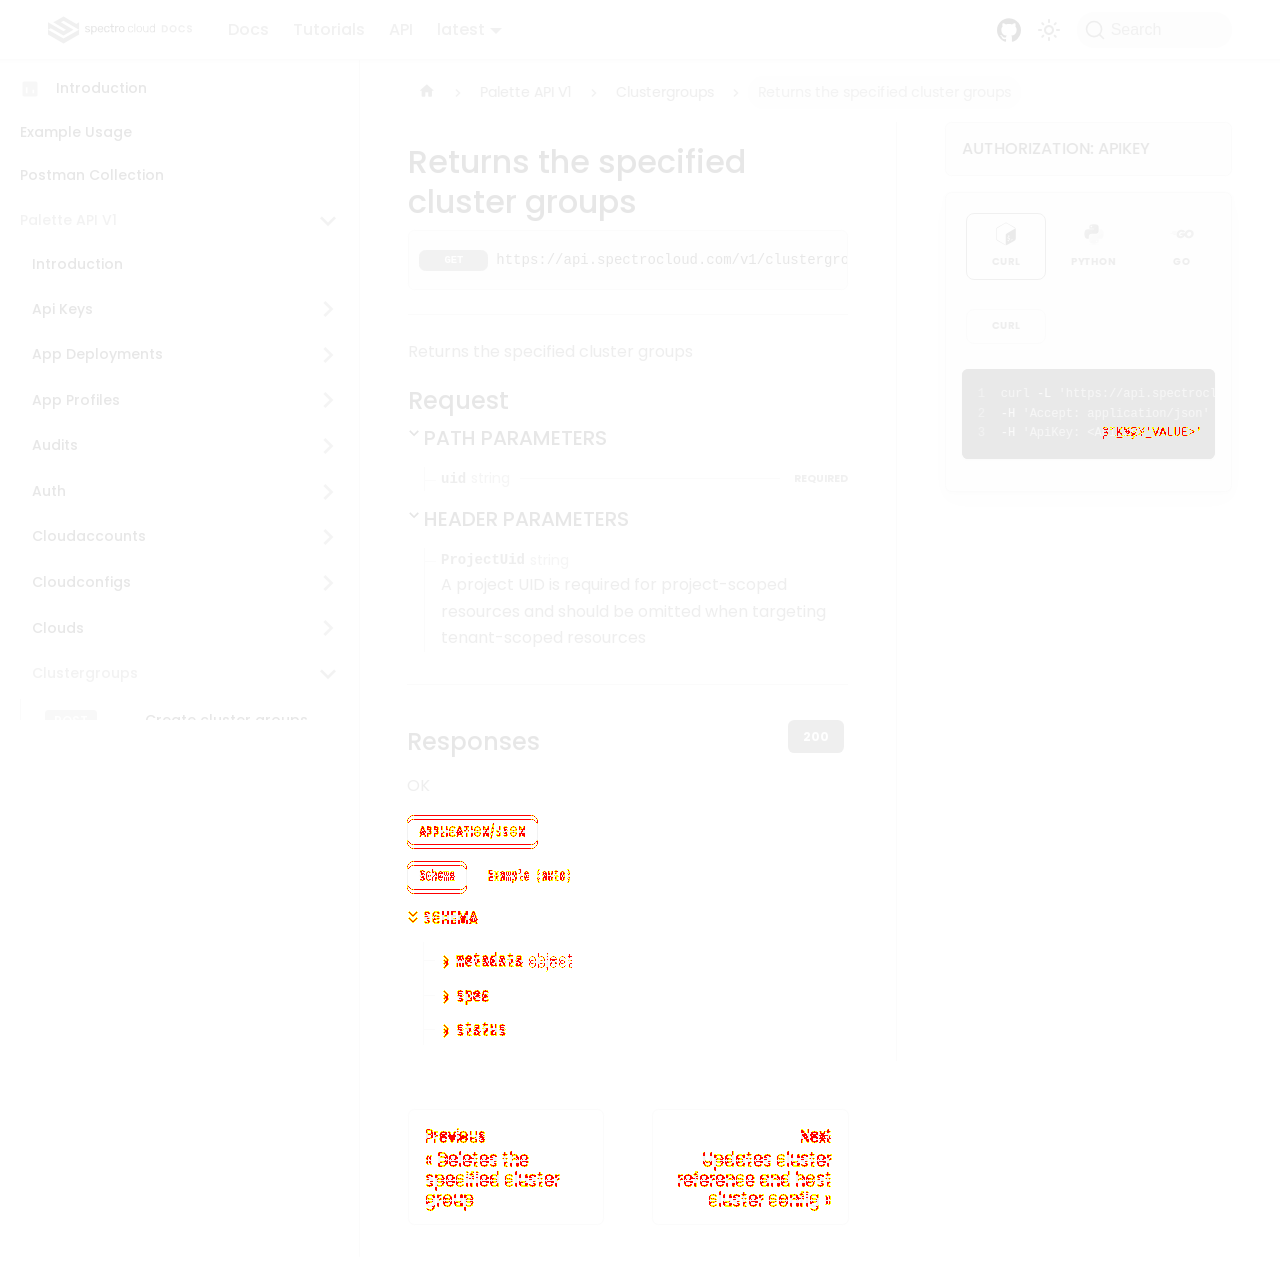 spectro cloud DOCS
Docs
Tutorials
API
latest
Search
Introduction
Example Usage
Postman Collection
Palette API V1
Introduction
Api Keys
App Deployments
App Profiles
Audits
Auth
Cloudaccounts
Cloudconfigs
Clouds
Clustergroups
Create cluster groups
Palette API V1
Clustergroups
Returns the specified cluster groups
Returns the specified
cluster groups
GET https://api.spectrocloud.com/v1/clustergro
Returns the specified cluster groups
Request
PATH PARAMETERS
uid string REQUIRED
HEADER PARAMETERS
ProjectUid string
A project UID is required for project-scoped
resources and should be omitted when targeting
tenant-scoped resources
Responses
200
OK
APPLICATION/JSON
Schema Example (auto)
SCHEMA
metadata object
spec
status
Previous
« Deletes the
specified cluster
group
Next
Updates cluster
reference and host
cluster config »
AUTHORIZATION: APIKEY
CURL
PYTHON
GO
GO
CURL
1 curl -L 'https://api.spectrocl
2 -H 'Accept: application/json'
3 -H 'ApiKey: